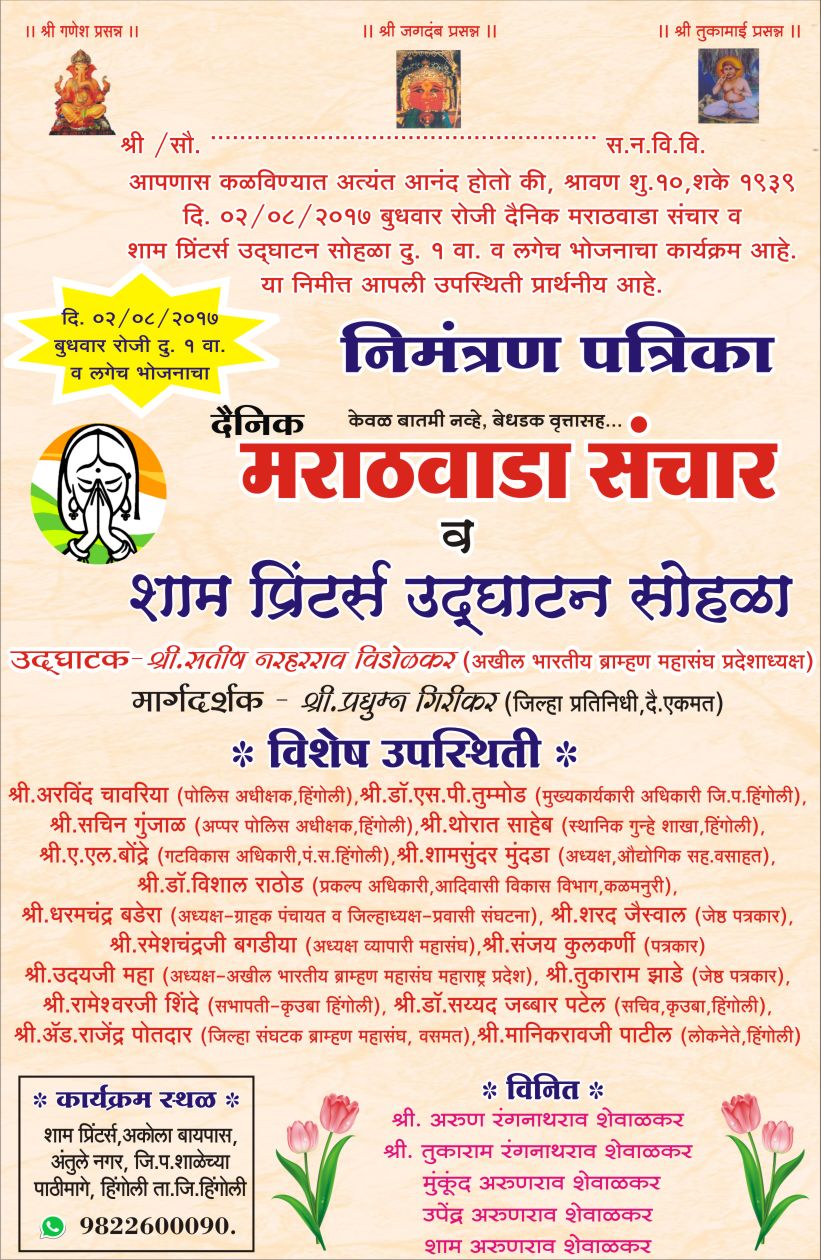 ॥ श्री गणेश प्रसन्न ॥
॥ श्री जगदंब प्रसन्न ॥
॥ श्री तुकामाई प्रसन्न ॥
श्री /सौ. ........................................................ स.न.वि.वि.
आपणास कळविण्यात अत्यंत आनंद होतो की, श्रावण शु.१०,शके १९३९
दि. ०२/०८/२०१७ बुधवार रोजी दैनिक मराठवाडा संचार व
शाम प्रिंटर्स उद्घाटन सोहळा दु. १ वा. व लगेच भोजनाचा कार्यक्रम आहे.
या निमीत्त आपली उपस्थिती प्रार्थनीय आहे.
दि. ०२/०८/२०१७
बुधवार रोजी दु. १ वा.
व लगेच भोजनाचा
निमंत्रण पत्रिका
दैनिक
केवळ बातमी नव्हे, बेधडक वृत्तासह...
मराठवाडा संचार
व
शाम प्रिंटर्स उद्घाटन सोहळा
उद्घाटक-श्री.सतीष नरहरराव विडोळकर (अखील भारतीय ब्राम्हण महासंघ प्रदेशाध्यक्ष)
मार्गदर्शक - श्री.प्रद्युम्न गिरीकर (जिल्हा प्रतिनिधी,दै.एकमत)
* विशेष उपस्थिती *
श्री.अरविंद चावरिया (पोलिस अधीक्षक,हिंगोली),श्री.डॉ.एस.पी.तुम्मोड (मुख्यकार्यकारी अधिकारी जि.प.हिंगोली),
श्री.सचिन गुंजाळ (अप्पर पोलिस अधीक्षक,हिंगोली),श्री.थोरात साहेब (स्थानिक गुन्हे शाखा,हिंगोली),
श्री.ए.एल.बोंद्रे (गटविकास अधिकारी,पं.स.हिंगोली),श्री.शामसुंदर मुंदडा (अध्यक्ष,औद्योगिक सह.वसाहत),
श्री.डॉ.विशाल राठोड (प्रकल्प अधिकारी,आदिवासी विकास विभाग,कळमनुरी),
श्री.धरमचंद्र बडेरा (अध्यक्ष-ग्राहक पंचायत व जिल्हाध्यक्ष-प्रवासी संघटना), श्री.शरद जैस्वाल (जेष्ठ पत्रकार),
श्री.रमेशचंद्रजी बगडीया (अध्यक्ष व्यापारी महासंघ),श्री.संजय कुलकर्णी (पत्रकार)
श्री.उदयजी महा (अध्यक्ष-अखील भारतीय ब्राम्हण महासंघ महाराष्ट्र प्रदेश), श्री.तुकाराम झाडे (जेष्ठ पत्रकार),
श्री.रामेश्वरजी शिंदे (सभापती-कृउबा हिंगोली), श्री.डॉ.सय्यद जब्बार पटेल (सचिव,कृउबा,हिंगोली),
श्री.ॲड.राजेंद्र पोतदार (जिल्हा संघटक ब्राम्हण महासंघ, वसमत),श्री.मानिकरावजी पाटील (लोकनेते,हिंगोली)
* कार्यक्रम स्थळ *
शाम प्रिंटर्स,अकोला बायपास,
अंतुले नगर, जि.प.शाळेच्या
पाठीमागे, हिंगोली ता.जि.हिंगोली
9822600090.
* विनित *
श्री. अरुण रंगनाथराव शेवाळकर
श्री. तुकाराम रंगनाथराव शेवाळकर
मुंकूंद अरुणराव शेवाळकर
उपेंद्र अरुणराव शेवाळकर
शाम अरुणराव शेवाळकर